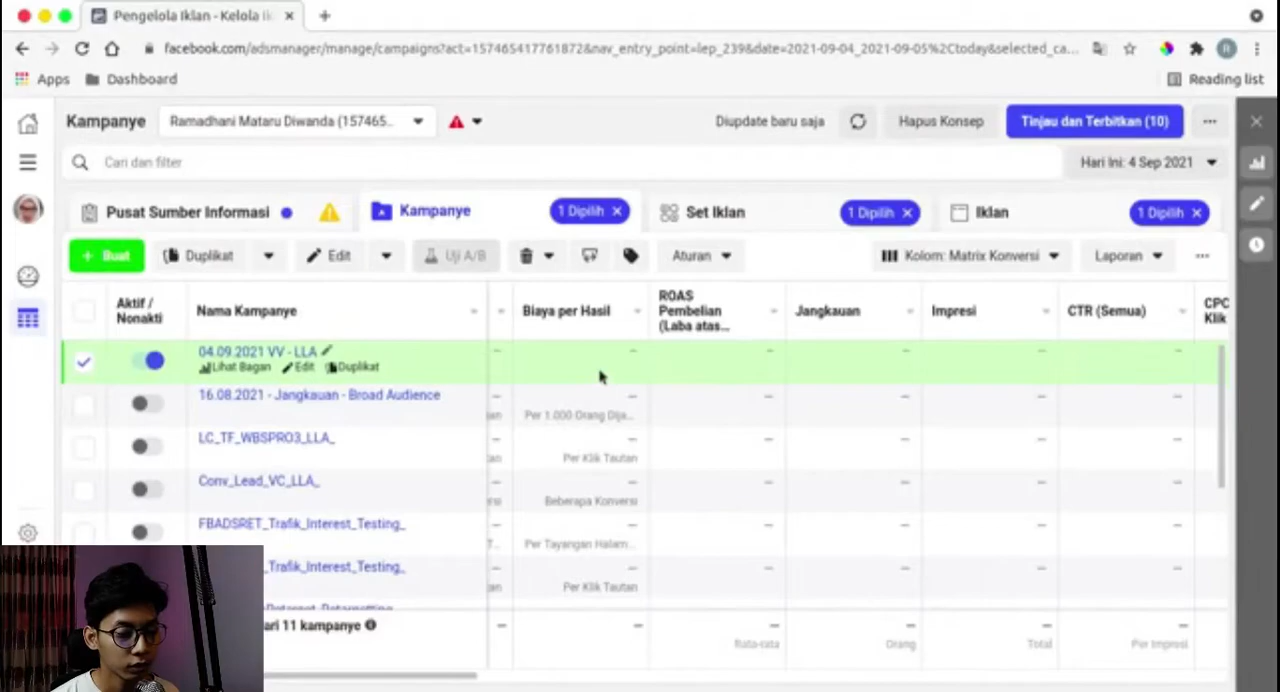 Pengelola Iklan - Kelola Ik
facebook.com/adsmanager/manage/campaigns?act=157465417761872&nav_entry_point=lep_239&date=2021-09-04_2021-09-05%2Ctoday&selected_ca...
Apps Dashboard Reading list
Kampanye Ramadhani Mataru Diwanda (157465... Diupdate baru saja Hapus Konsep Tinjau dan Terbitkan (10)
Cari dan filter Hari Ini: 4 Sep 2021
Pusat Sumber Informasi Kampanye 1 Dipilih Set Iklan 1 Dipilih Iklan 1 Dipilih
+ Buat Duplikat Edit Uji A/B Aturan Kolom: Matrix Konversi Laporan
Aktif /
Nonakti
Nama Kampanye
Biaya per Hasil
ROAS
Pembelian
(Laba atas...
Jangkauan
Impresi
CTR (Semua)
CPC
Klik
04.09.2021 VV - LLA
Lihat Bagan Edit Duplikat
16.08.2021 - Jangkauan - Broad Audience
Per 1.000 Orang Dija...
LC_TF_WBSPRO3_LLA_
Per Klik Tautan
Conv_Lead_VC_LLA_
Beberapa Konversi
FBADSRET_Trafik_Interest_Testing_
Per Tayangan Halam...
_Trafik_Interest_Testing_
Per Klik Tautan
ari 11 kampanye
Rata-rata Orang Total Per Impresi